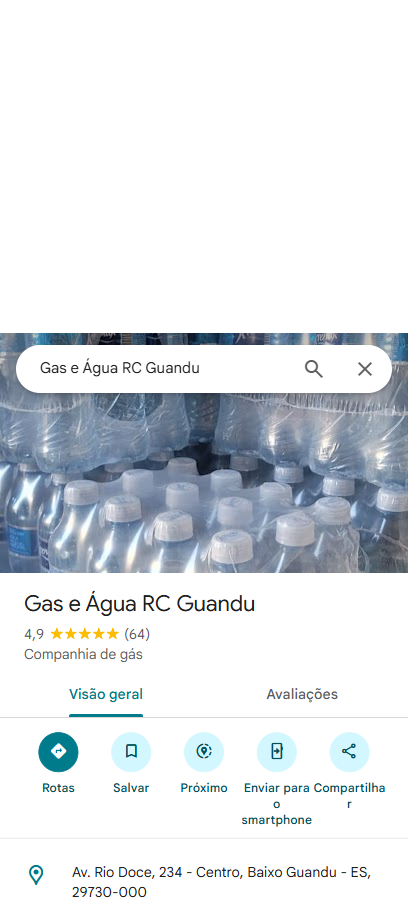 Gas e Água RC Guandu
Gas e Água RC Guandu
4,9 ★★★★★ (64)
Companhia de gás
Visão geral
Avaliações
Rotas
Salvar
Próximo
Enviar para
o
smartphone
Compartilha
r
Av. Rio Doce, 234 - Centro, Baixo Guandu - ES,
29730-000